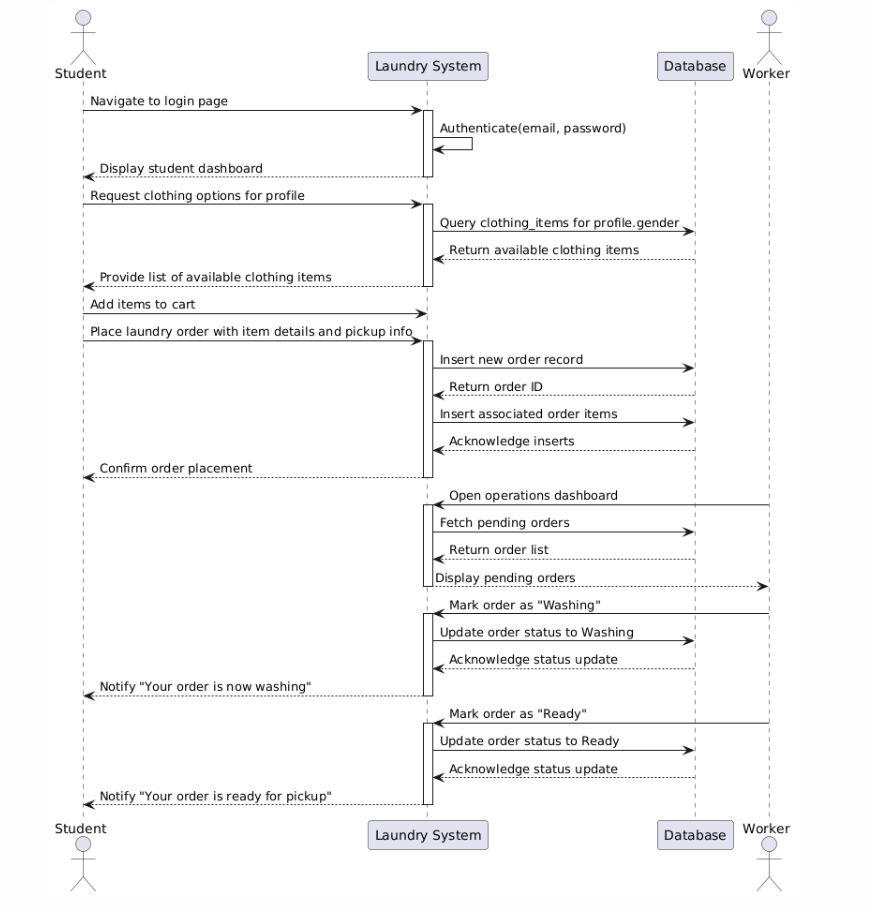 Student
Laundry System
Database
Worker
Navigate to login page
Authenticate(email, password)
Display student dashboard
Request clothing options for profile
Query clothing_items for profile.gender
Return available clothing items
Provide list of available clothing items
Add items to cart
Place laundry order with item details and pickup info
Insert new order record
Return order ID
Insert associated order items
Acknowledge inserts
Confirm order placement
Open operations dashboard
Fetch pending orders
Return order list
Display pending orders
Mark order as "Washing"
Update order status to Washing
Acknowledge status update
Notify "Your order is now washing"
Mark order as "Ready"
Update order status to Ready
Acknowledge status update
Notify "Your order is ready for pickup"
Student
Laundry System
Database
Worker